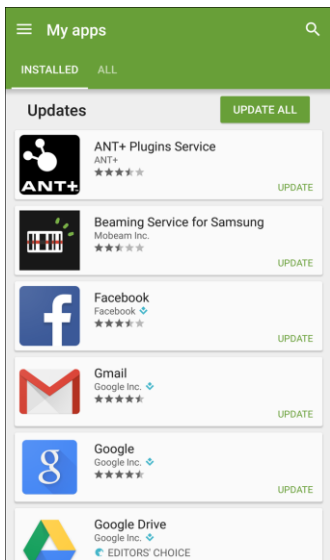 My apps
INSTALLED ALL
Updates
UPDATE ALL
ANT+ Plugins Service
ANT+
ANT+
UPDATE
Beaming Service for Samsung
Mobeam Inc.
UPDATE
Facebook
Facebook
UPDATE
Gmail
Google Inc.
UPDATE
Google
Google Inc.
UPDATE
Google Drive
Google Inc.
EDITORS' CHOICE